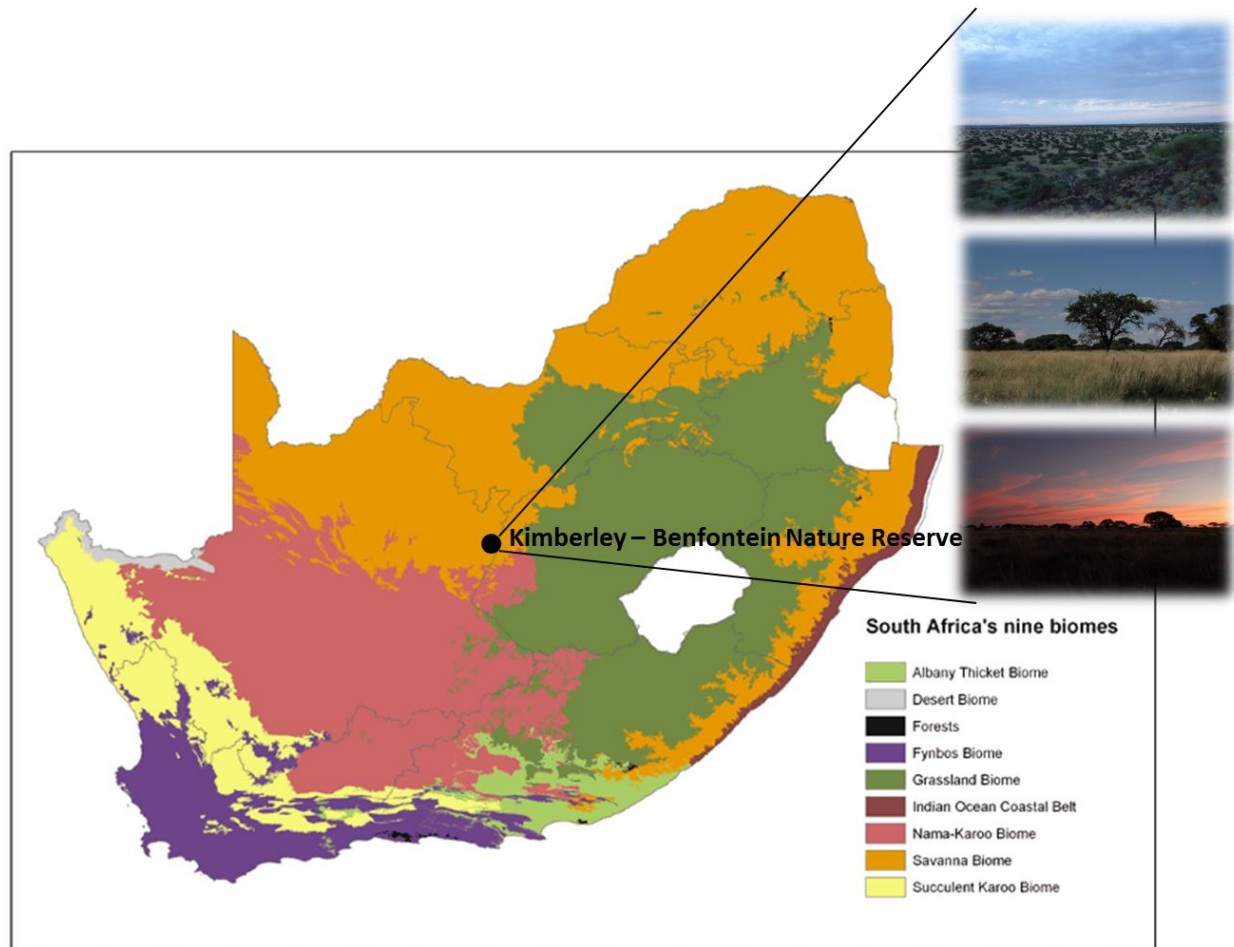 Kimberley – Benfontein Nature Reserve
South Africa's nine biomes
Albany Thicket Biome
Desert Biome
Forests
Fynbos Biome
Grassland Biome
Indian Ocean Coastal Belt
Nama-Karoo Biome
Savanna Biome
Succulent Karoo Biome